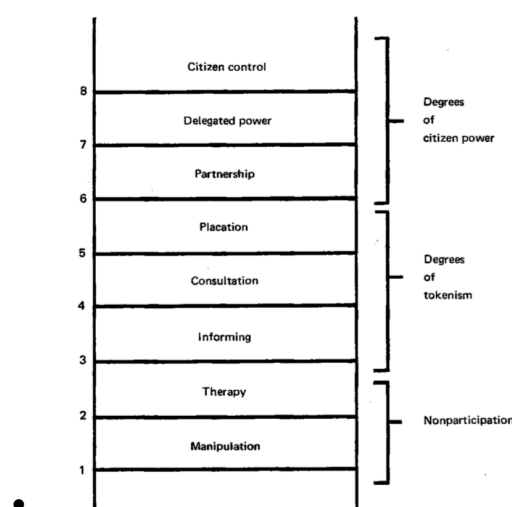 Citizen control
8
Degrees
of
citizen power
Delegated power
7
Partnership
6
Placation
5
Degrees
of
tokenism
Consultation
4
Informing
3
Therapy
2
Nonparticipation
Manipulation
1